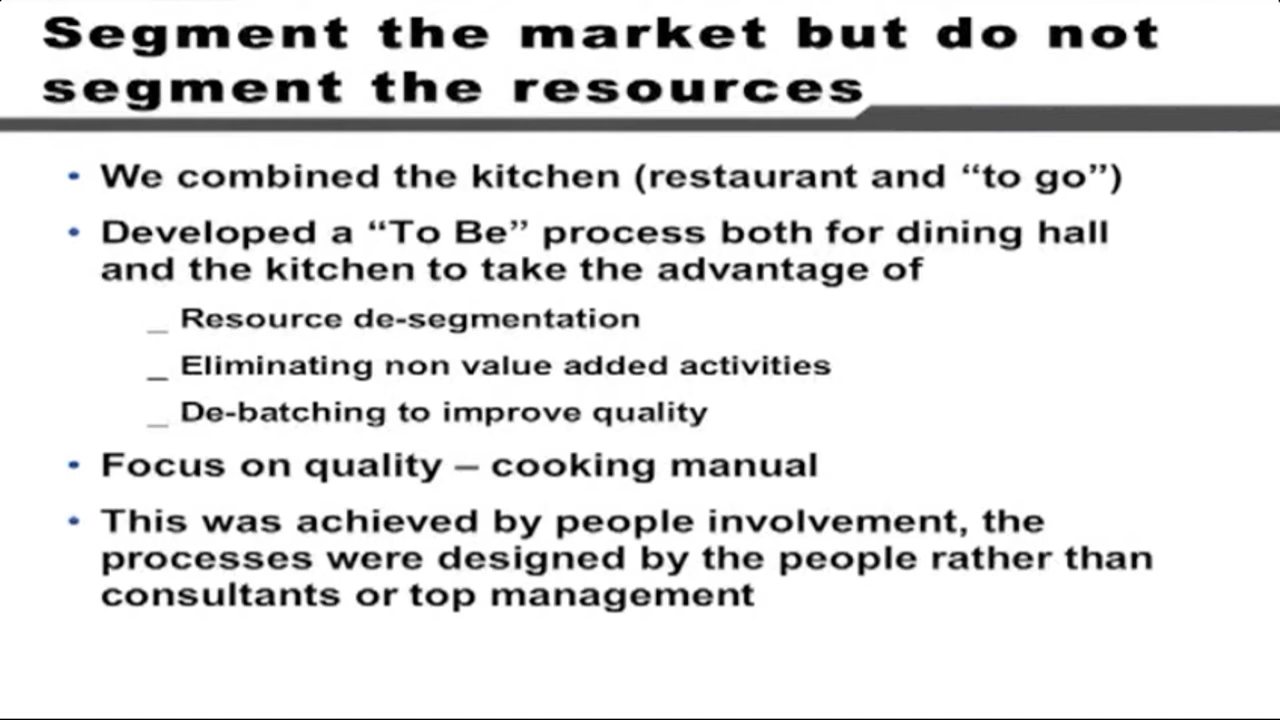 Segment the market but do not
segment the resources
• We combined the kitchen (restaurant and “to go”)
• Developed a “To Be” process both for dining hall
and the kitchen to take the advantage of
_ Resource de-segmentation
_ Eliminating non value added activities
_ De-batching to improve quality
• Focus on quality – cooking manual
• This was achieved by people involvement, the
processes were designed by the people rather than
consultants or top management